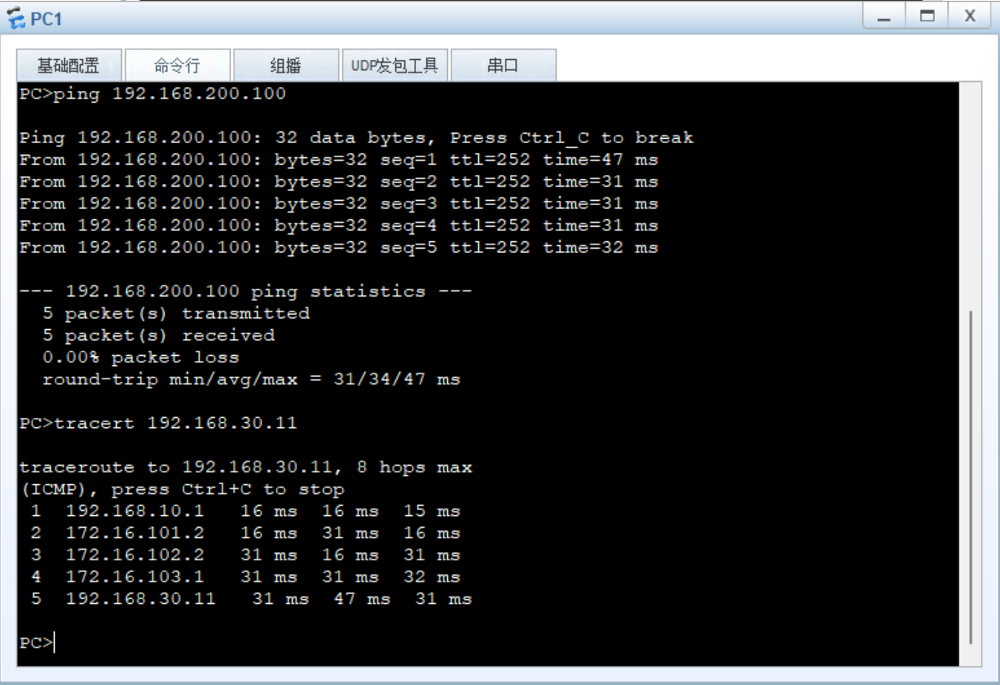 PC1
X
基础配置 命令行 组播 UDP发包工具 串口
PC>ping 192.168.200.100
Ping 192.168.200.100: 32 data bytes, Press Ctrl_C to break
From 192.168.200.100: bytes=32 seq=1 ttl=252 time=47 ms
From 192.168.200.100: bytes=32 seq=2 ttl=252 time=31 ms
From 192.168.200.100: bytes=32 seq=3 ttl=252 time=31 ms
From 192.168.200.100: bytes=32 seq=4 ttl=252 time=31 ms
From 192.168.200.100: bytes=32 seq=5 ttl=252 time=32 ms
--- 192.168.200.100 ping statistics ---
5 packet(s) transmitted
5 packet(s) received
0.00% packet loss
round-trip min/avg/max = 31/34/47 ms
PC>tracert 192.168.30.11
traceroute to 192.168.30.11, 8 hops max
(ICMP), press Ctrl+C to stop
1 192.168.10.1 16 ms 16 ms 15 ms
2 172.16.101.2 16 ms 31 ms 16 ms
3 172.16.102.2 31 ms 16 ms 31 ms
4 172.16.103.1 31 ms 31 ms 32 ms
5 192.168.30.11 31 ms 47 ms 31 ms
PC>